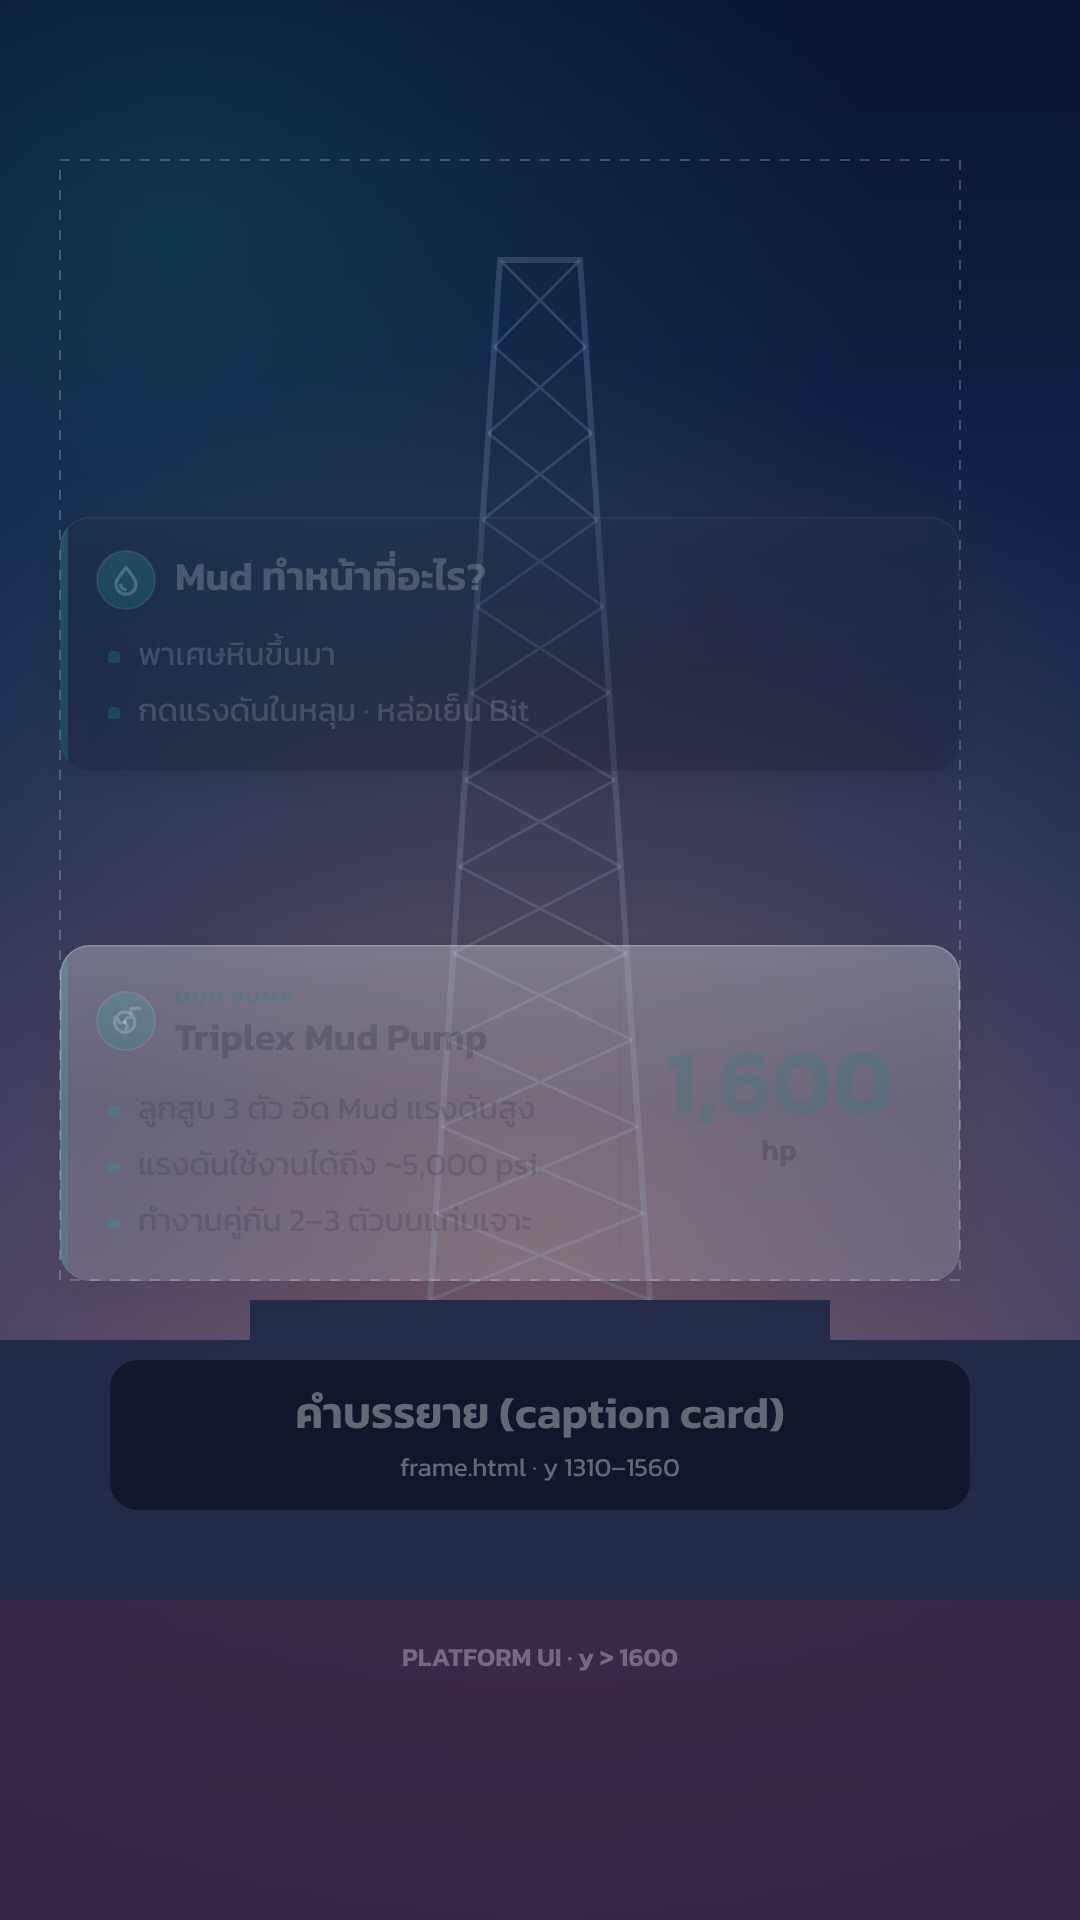 Mud ทำหน้าที่อะไร?
พาเศษหินขึ้นมา
กดแรงดันในหลุม · หล่อเย็น Bit
MUD PUMP
Triplex Mud Pump
ลูกสูบ 3 ตัว อัด Mud แรงดันสูง
แรงดันใช้งานได้ถึง ~5,000 psi
ทำงานคู่กัน 2–3 ตัวบนแท่นเจาะ
1,600
hp
คำบรรยาย (caption card)
frame.html · y 1310–1560
PLATFORM UI · y > 1600